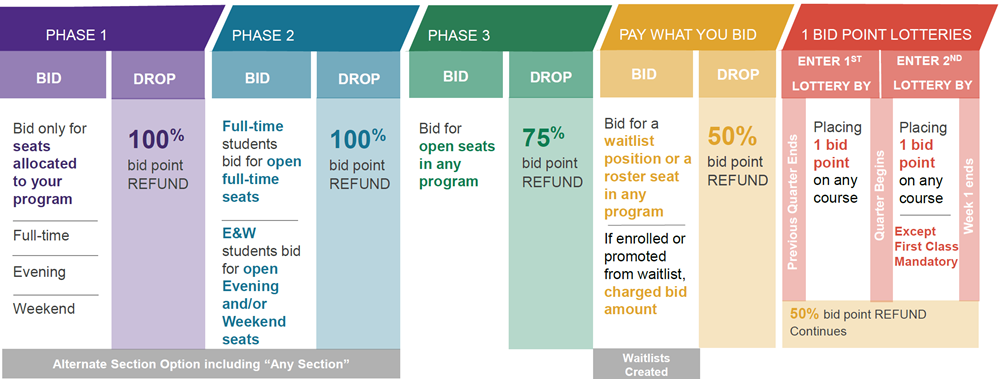 PHASE 1
BID
DROP
Bid only for
seats
allocated
to your
program
Full-time
Evening
Weekend
100%
bid point
REFUND
PHASE 2
BID
DROP
Full-time
students
bid for open
full-time
seats
E&W
students bid
for open
Evening
and/or
Weekend
seats
100%
bid point
REFUND
Alternate Section Option including “Any Section”
PHASE 3
BID
DROP
Bid for
open seats
in any
program
75%
bid point
REFUND
PAY WHAT YOU BID
BID
DROP
Bid for a
waitlist
position or a
roster seat
in any
program
If enrolled or
promoted
from waitlist,
charged bid
amount
50%
bid point
REFUND
Waitlists
Created
1 BID POINT LOTTERIES
ENTER 1ST
LOTTERY BY
ENTER 2ND
LOTTERY BY
Previous Quarter Ends
Placing
1 bid
point
on any
course
Quarter Begins
Placing
1 bid
point
on any
course
Except
First Class
Mandatory
Week 1 ends
50% bid point REFUND
Continues